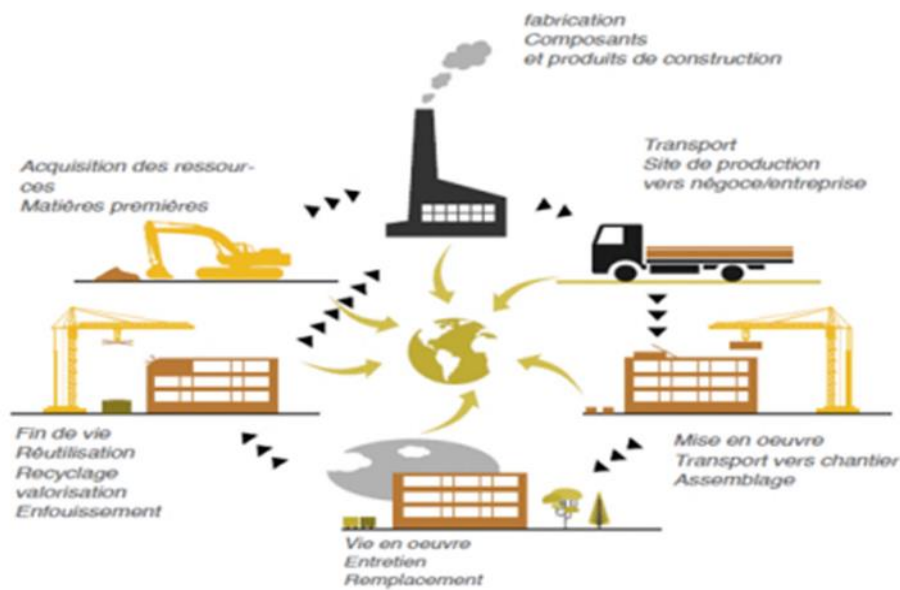 fabrication
Composants
et produits de construction
Transport
Site de production
vers négoce/entreprise
Acquisition des ressour-
ces
Matières premières
Fin de vie
Réutilisation
Recyclage
valorisation
Enfouissement
Mise en oeuvre
Transport vers chantier
Assemblage
Vie en oeuvre
Entretien
Remplacement